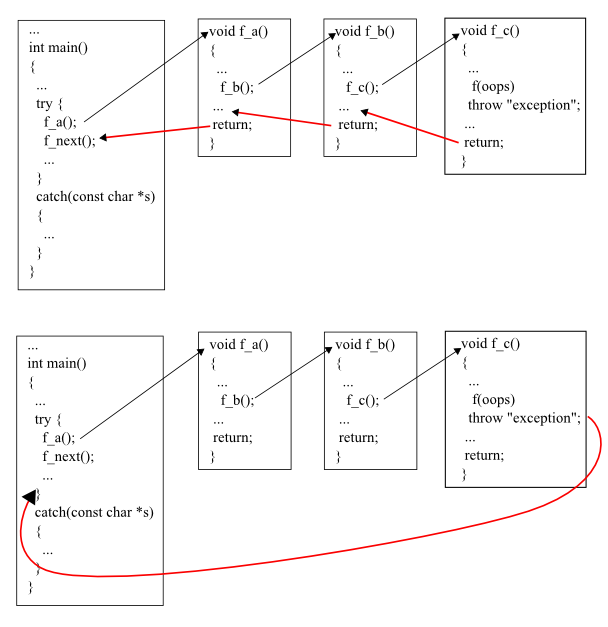 ...
int main()
{
...
try {
f_a();
f_next();
...
}
catch(const char *s)
{
...
}
}
void f_a()
{
...
f_b();
...
return;
}
void f_b()
{
...
f_c();
...
return;
}
void f_c()
{
...
f(oops)
throw "exception";
...
return;
}
...
int main()
{
...
try {
f_a();
f_next();
...
}
catch(const char *s)
{
...
}
}
void f_a()
{
...
f_b();
...
return;
}
void f_b()
{
...
f_c();
...
return;
}
void f_c()
{
...
f(oops)
throw "exception";
...
return;
}